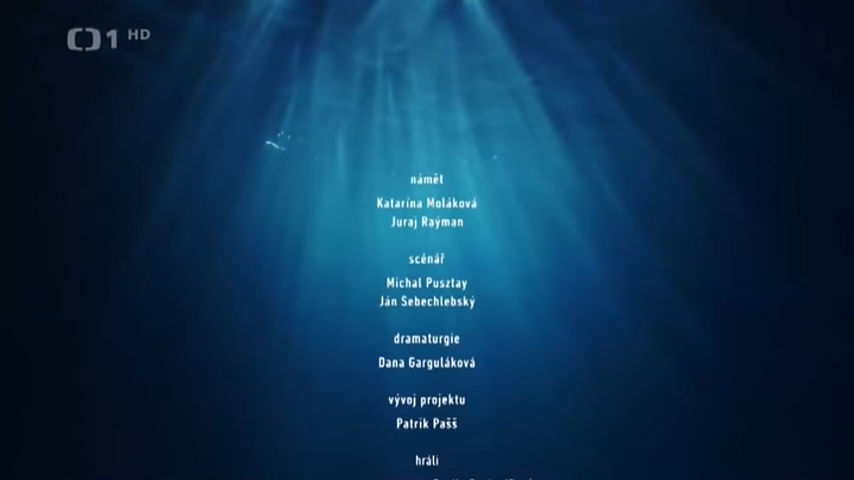 1 HD
námět
Katarína Moláková
Juraj Raýman
scénář
Michal Pusztay
Ján Sebechlebský
dramaturgie
Dana Garguláková
vývoj projektu
Patrik Pašš
hráli